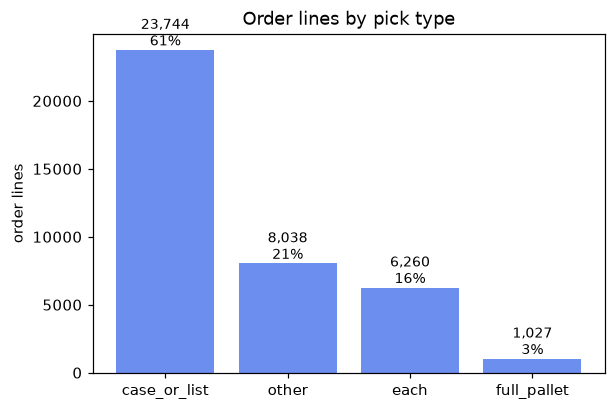 Order lines by pick type
23,744
61%
8,038
21%
6,260
16%
1,027
3%
order lines
20000
15000
10000
5000
0
case_or_list
other
each
full_pallet